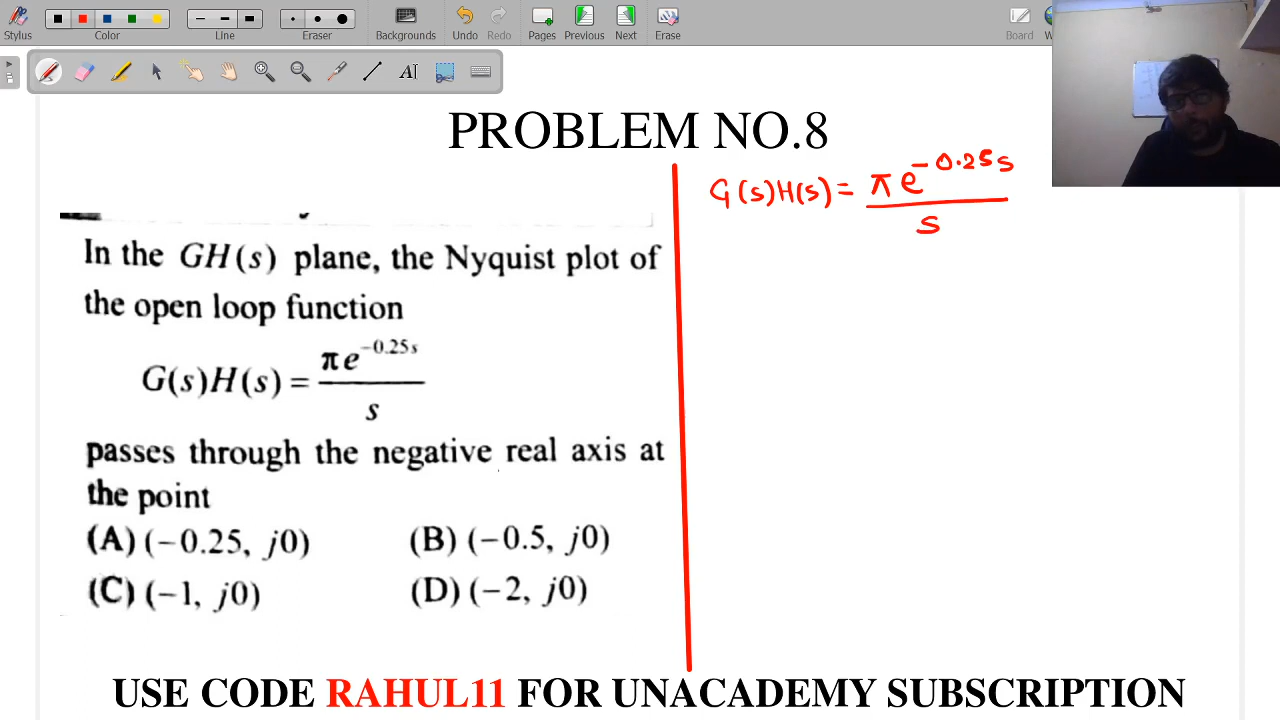 Stylus Color Line Eraser Backgrounds Undo Redo Pages Previous Next Erase Board
PROBLEM NO.8
In the GH(s) plane, the Nyquist plot of
the open loop function
G(s)H(s) = πe^{-0.25s} / s
passes through the negative real axis at
the point
(A) (−0.25, j0) (B) (−0.5, j0)
(C) (−1, j0) (D) (−2, j0)
G(s)H(s) = πe^{-0.25s} / s
USE CODE RAHUL11 FOR UNACADEMY SUBSCRIPTION